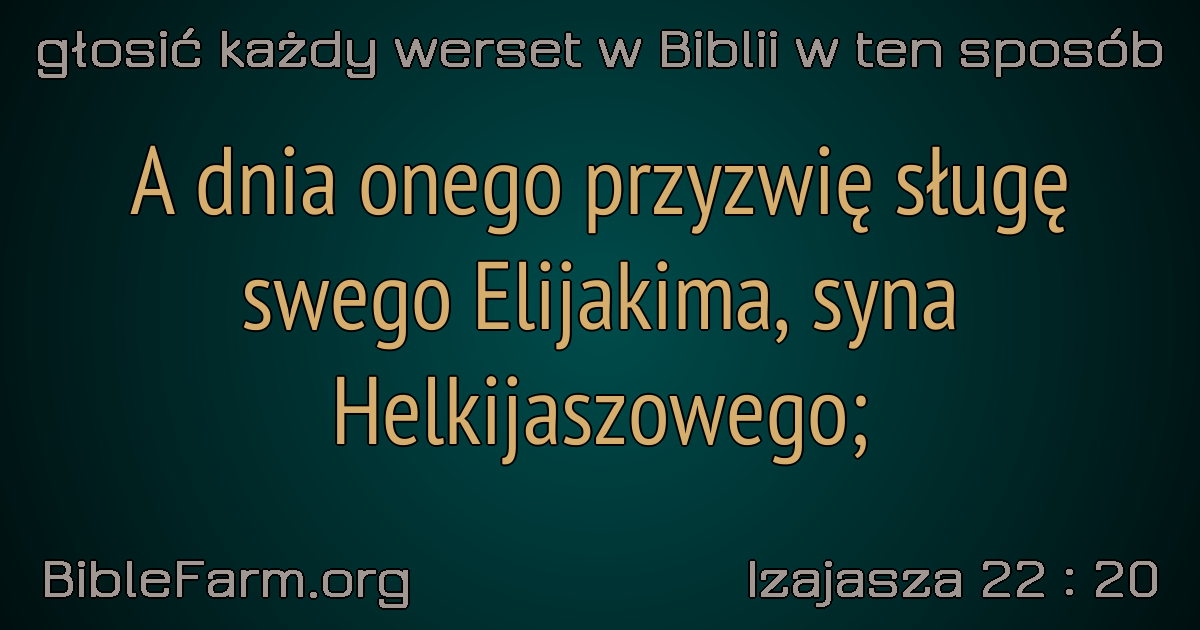 głosić każdy werset w Biblii w ten sposób
A dnia onego przyzwię sługę
swego Elijakima, syna
Helkijaszowego;
BibleFarm.org
Izajasza 22 : 20